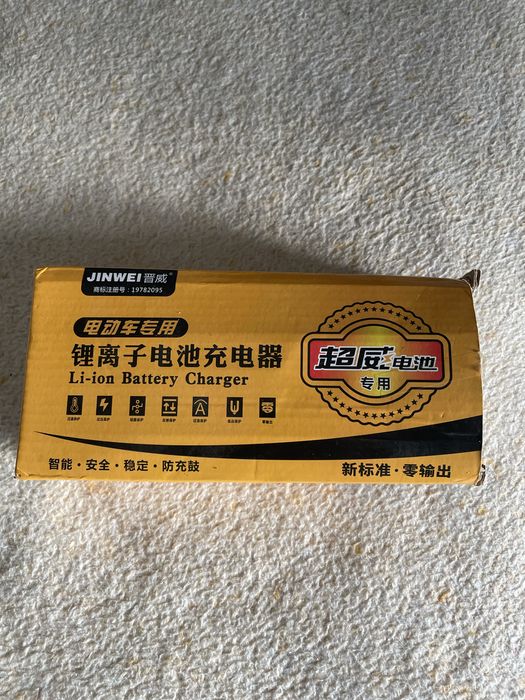 JINWEI 晋威®
商标注册号：19782095
电动车专用
锂离子电池充电器
Li-ion Battery Charger
超威电池
专用
智能·安全·稳定·防充鼓
新标准·零输出